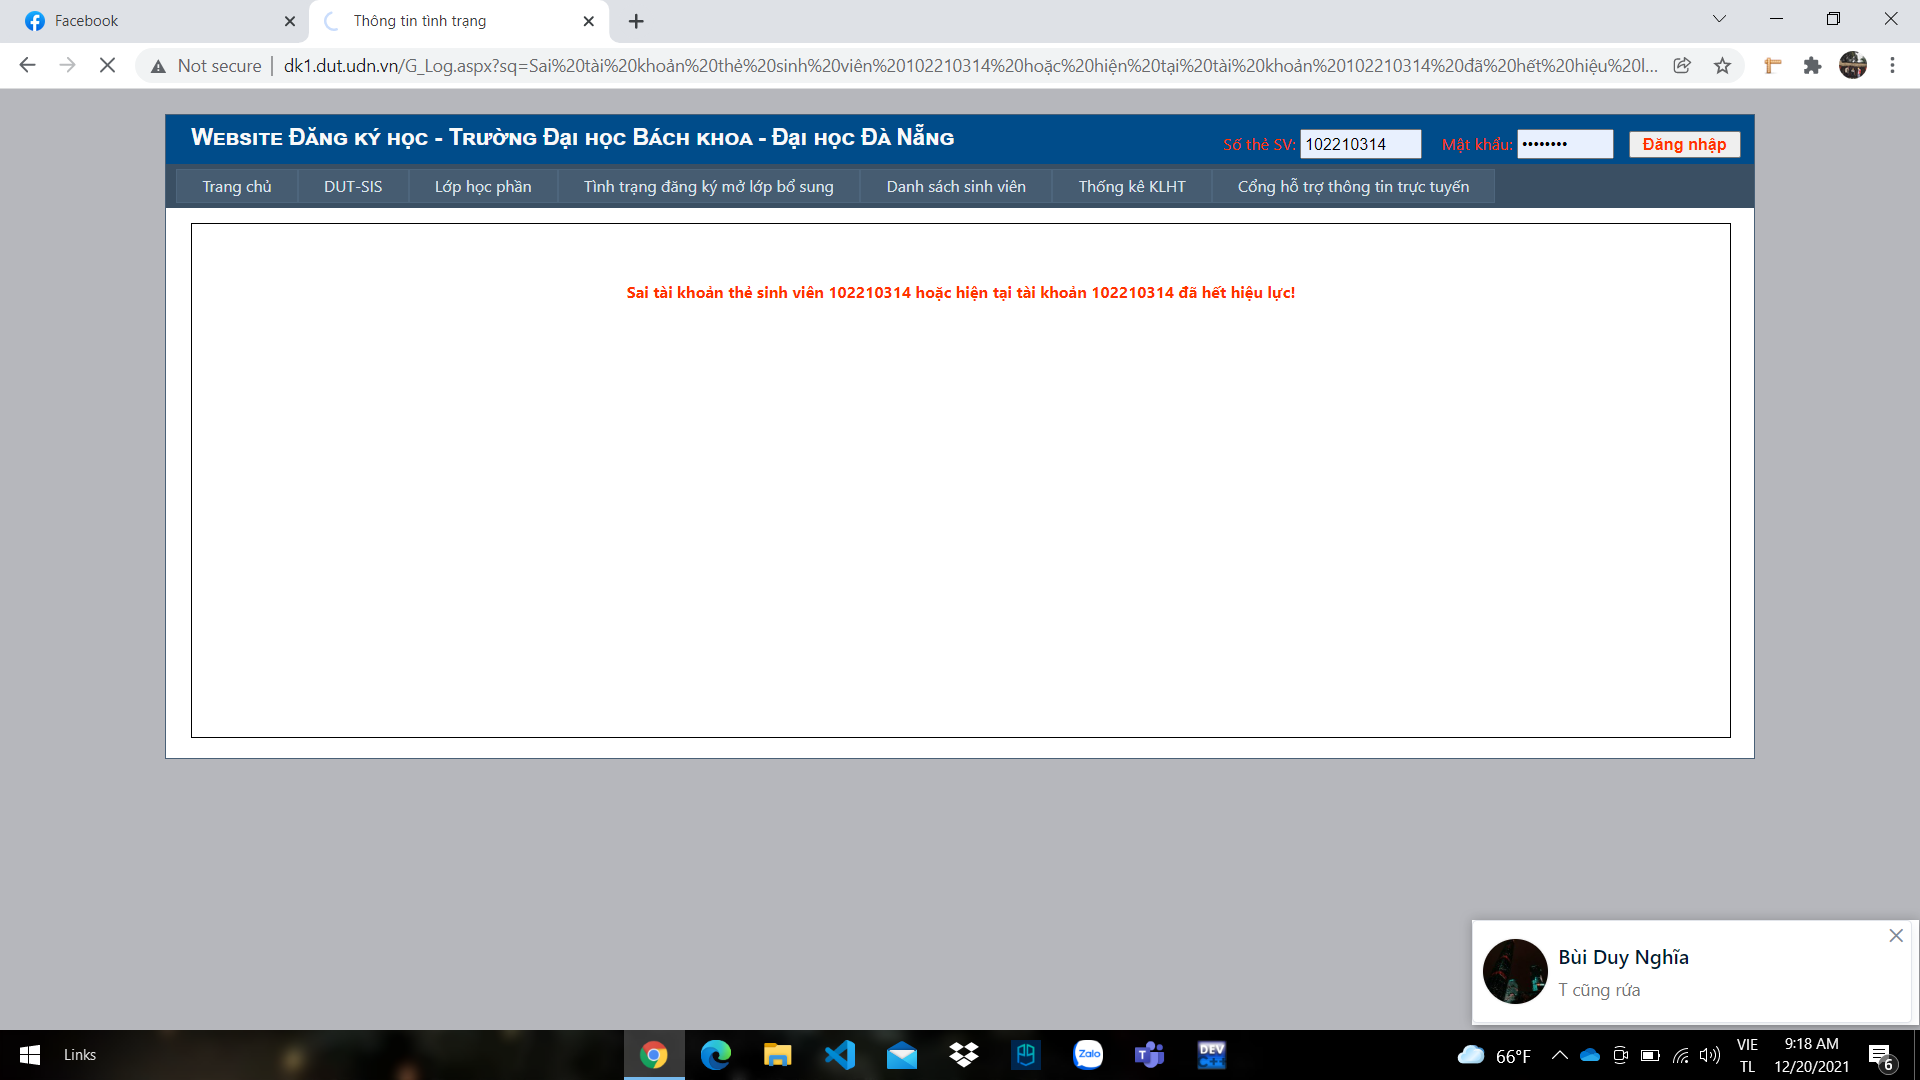 Facebook
Thông tin tình trạng
Not secure | dk1.dut.udn.vn/G_Log.aspx?sq=Sai%20tài%20khoản%20thẻ%20sinh%20viên%20102210314%20hoặc%20hiện%20tại%20tài%20khoản%20102210314%20đã%20hết%20hiệu%20l...
Website Đăng ký học - Trường Đại học Bách khoa - Đại học Đà Nẵng
Số thẻ SV: 102210314 Mật khẩu: •••••••• Đăng nhập
Trang chủ DUT-SIS Lớp học phần Tình trạng đăng ký mở lớp bổ sung Danh sách sinh viên Thống kê KLHT Cổng hỗ trợ thông tin trực tuyến
Sai tài khoản thẻ sinh viên 102210314 hoặc hiện tại tài khoản 102210314 đã hết hiệu lực!
Bùi Duy Nghĩa
T cũng rứa
Links
Zalo
DEV C++
66°F
VIE
TL
9:18 AM
12/20/2021
6